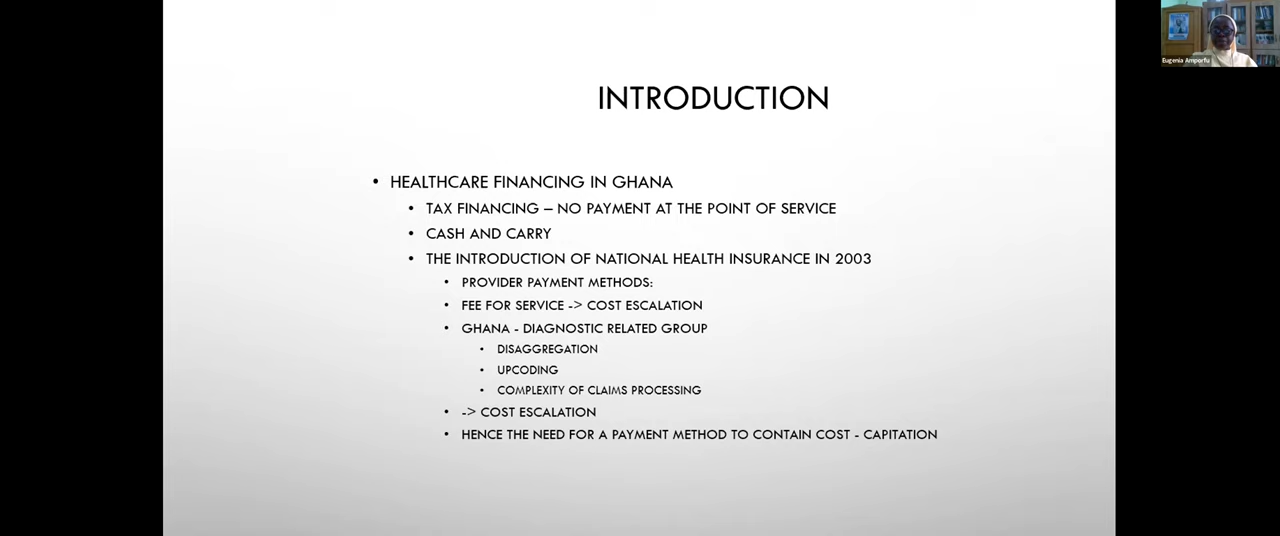 INTRODUCTION
• HEALTHCARE FINANCING IN GHANA
• TAX FINANCING – NO PAYMENT AT THE POINT OF SERVICE
• CASH AND CARRY
• THE INTRODUCTION OF NATIONAL HEALTH INSURANCE IN 2003
• PROVIDER PAYMENT METHODS:
• FEE FOR SERVICE -> COST ESCALATION
• GHANA - DIAGNOSTIC RELATED GROUP
• DISAGGREGATION
• UPCODING
• COMPLEXITY OF CLAIMS PROCESSING
• -> COST ESCALATION
• HENCE THE NEED FOR A PAYMENT METHOD TO CONTAIN COST - CAPITATION
Eugenia Amporfu